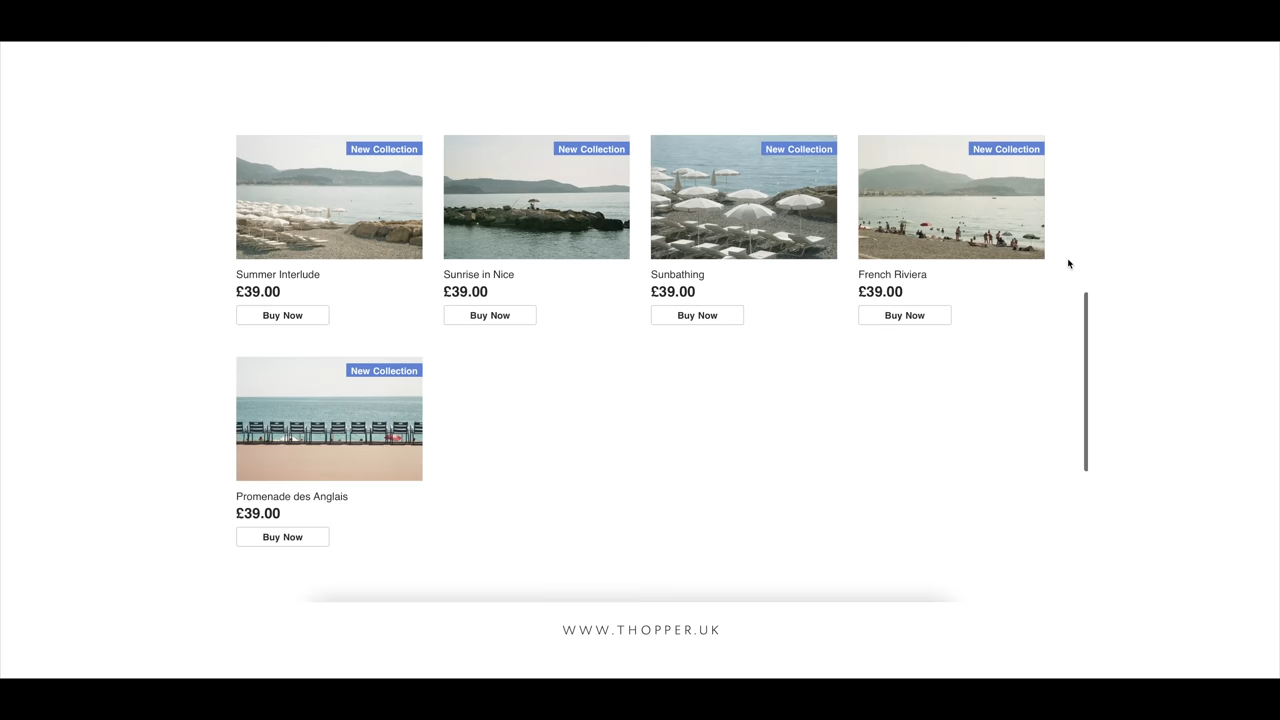 New Collection
New Collection
New Collection
New Collection
Summer Interlude
Sunrise in Nice
Sunbathing
French Riviera
£39.00
£39.00
£39.00
£39.00
Buy Now
Buy Now
Buy Now
Buy Now
New Collection
Promenade des Anglais
£39.00
Buy Now
WWW.THOPPER.UK